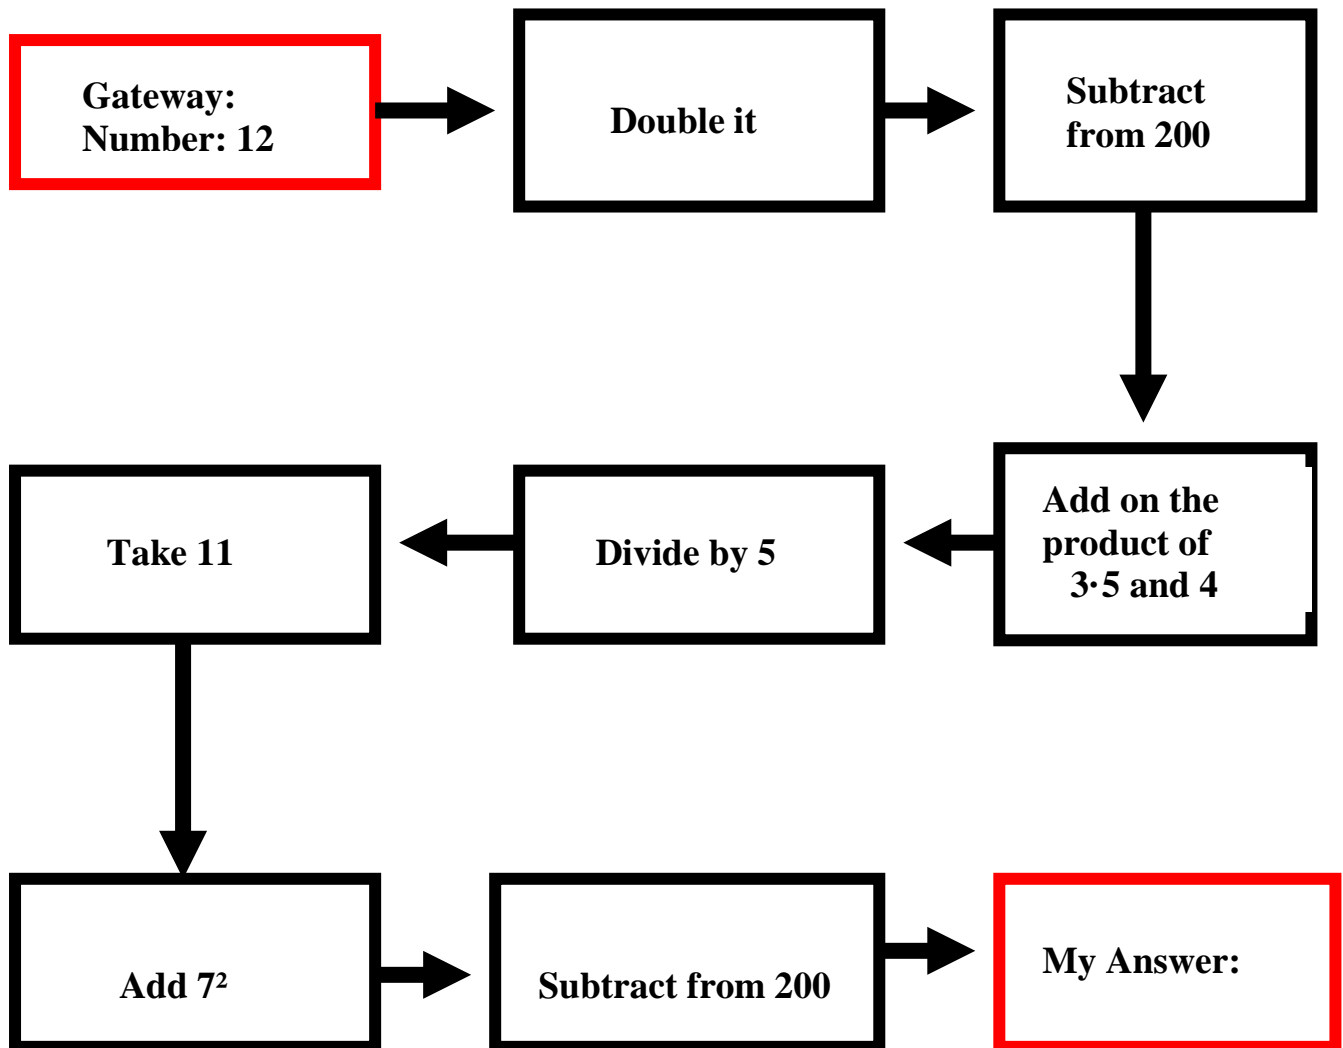 Gateway:
Number: 12
Double it
Subtract
from 200
Add on the
product of
3·5 and 4
Divide by 5
Take 11
Add 7²
Subtract from 200
My Answer: